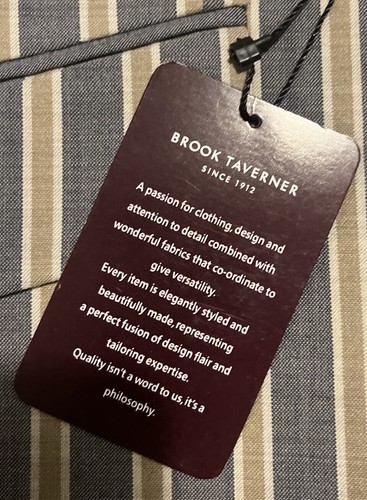 BROOK TAVERNER
SINCE 1912
A passion for clothing, design and
attention to detail combined with
wonderful fabrics that co-ordinate to
give versatility.
Every item is elegantly styled and
beautifully made, representing
a perfect fusion of design flair and
tailoring expertise.
Quality isn't a word to us, it's a
philosophy.